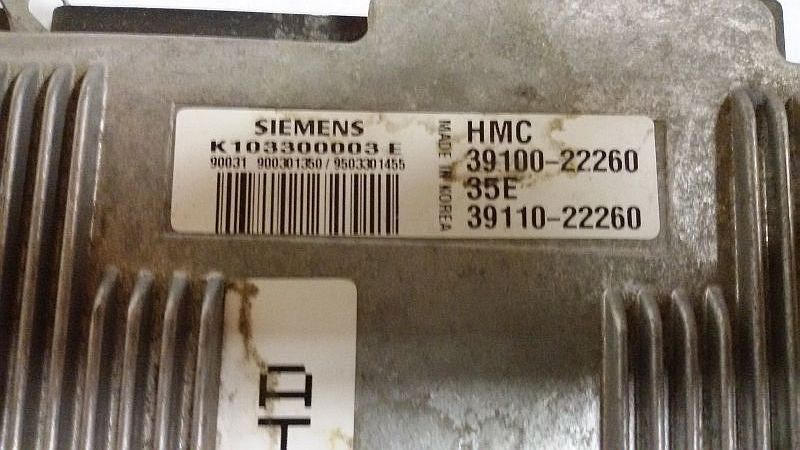 SIEMENS
K103300003 E
90031 900301350 / 9503301455
MADE IN KOREA
HMC
39100-22260
35E
39110-22260
A
T